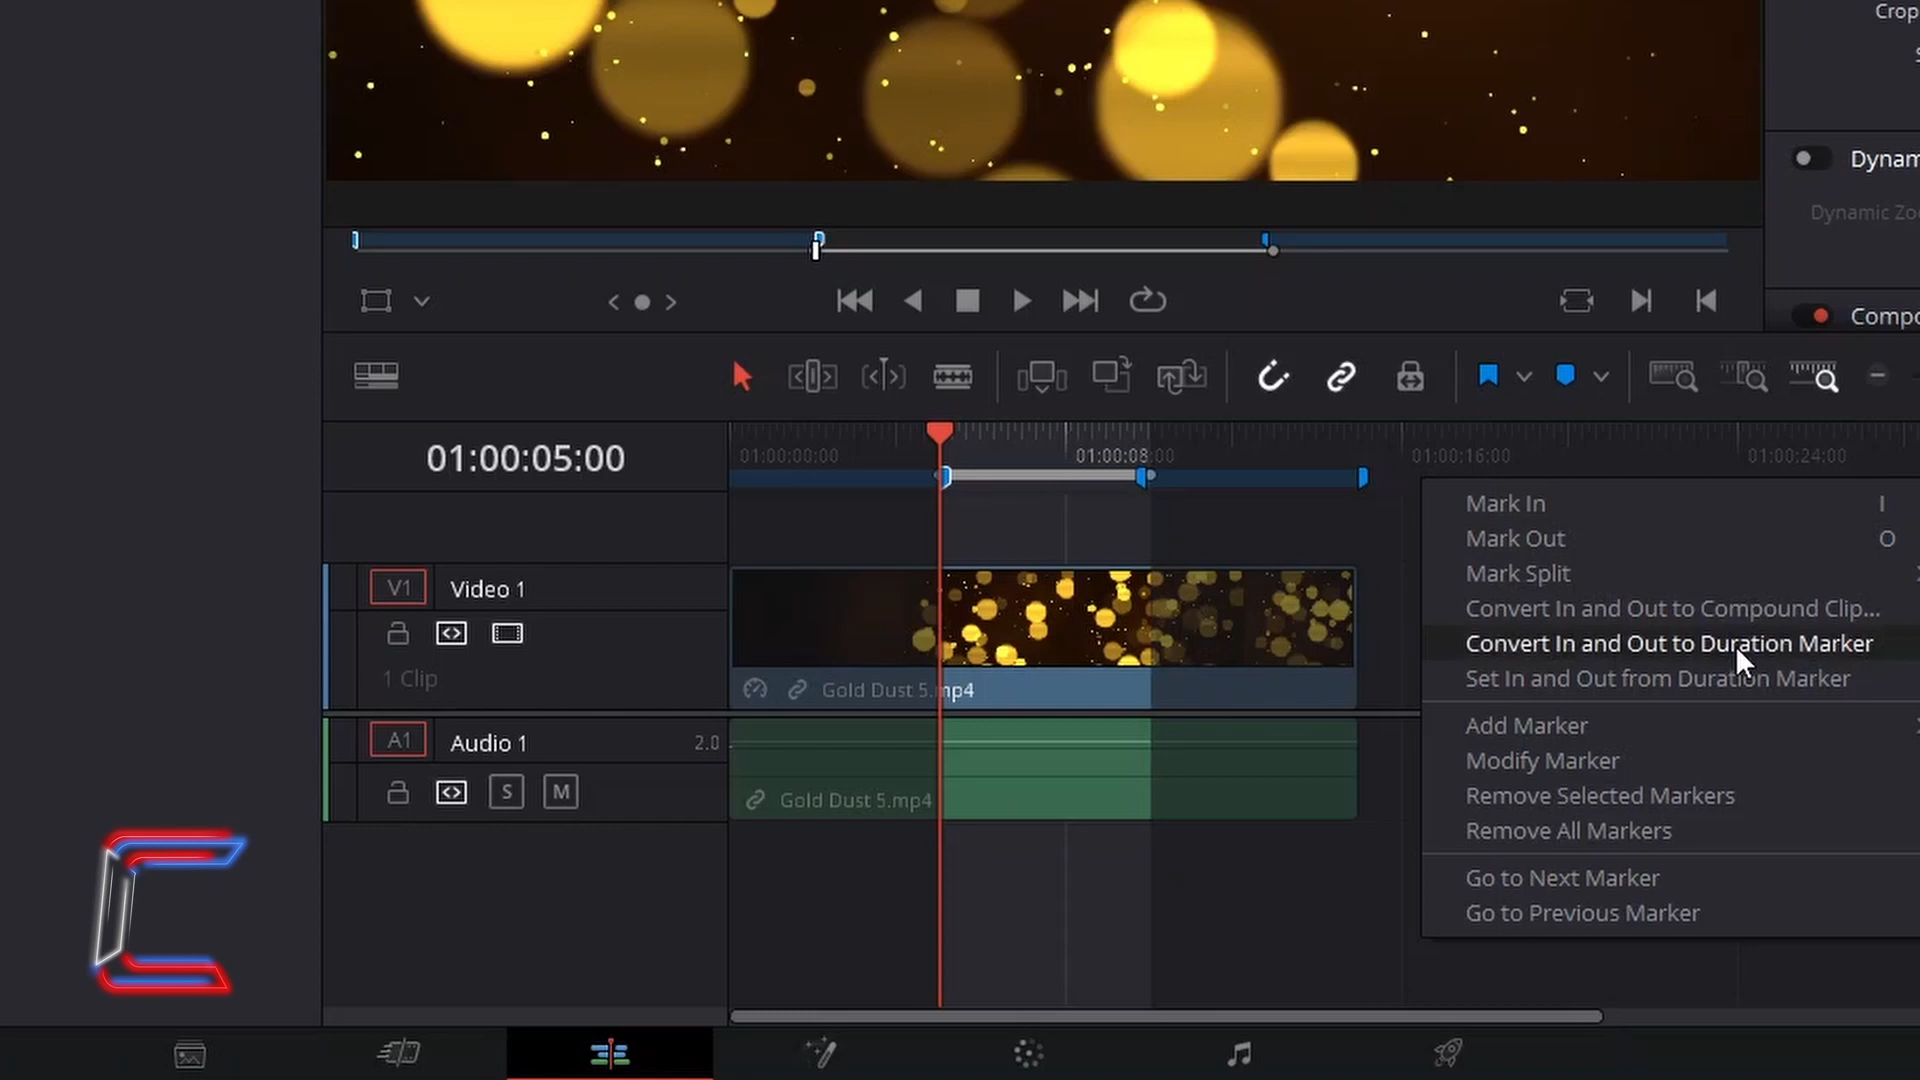 Crop
Dynam
Dynamic Zo
Compo
01:00:05:00
01:00:00:00
01:00:08:00
01:00:16:00
01:00:24:00
Mark In I
Mark Out O
Mark Split
Convert In and Out to Compound Clip...
Convert In and Out to Duration Marker
Set In and Out from Duration Marker
Add Marker
Modify Marker
Remove Selected Markers
Remove All Markers
Go to Next Marker
Go to Previous Marker
V1 Video 1
1 Clip
Gold Dust 5.mp4
A1 Audio 1 2.0
S M
Gold Dust 5.mp4